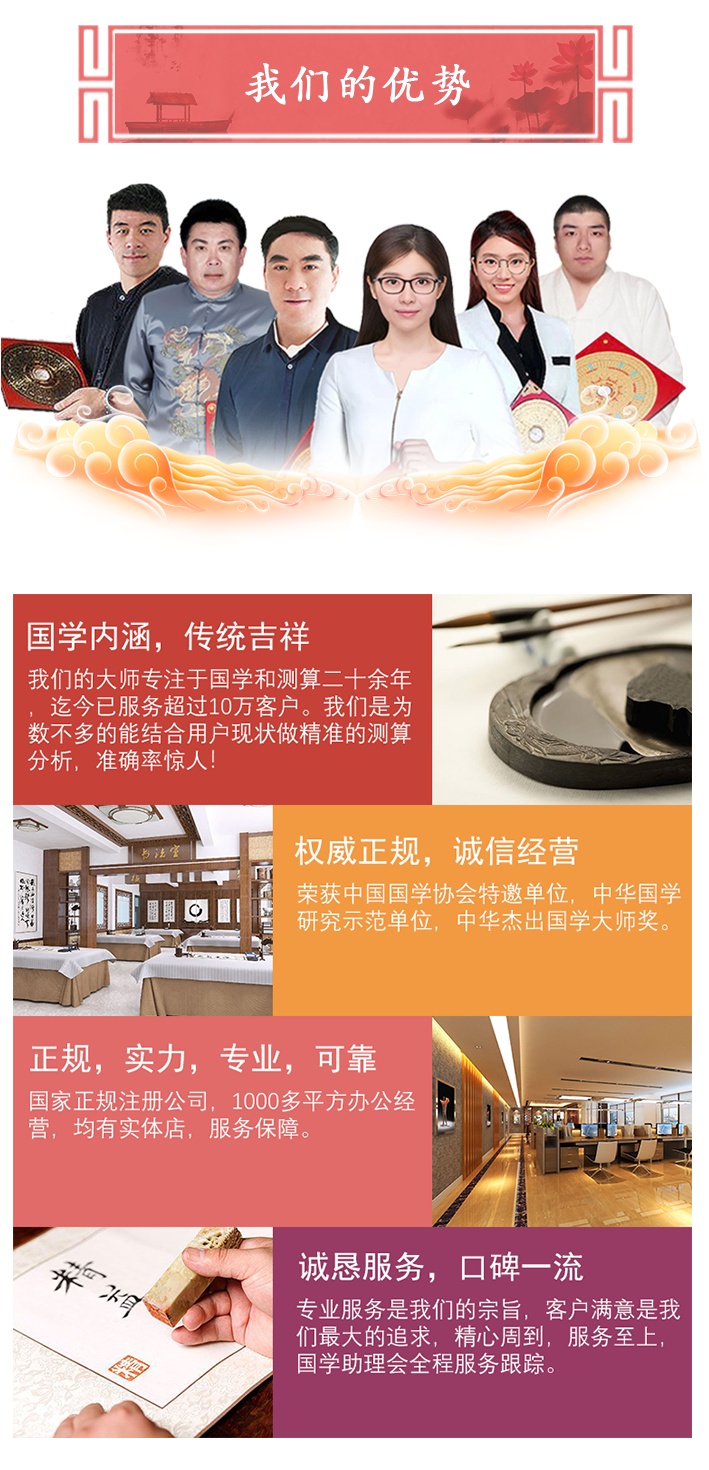 我们的优势
国学内涵，传统吉祥
我们的大师专注于国学和测算二十余年
，迄今已服务超过10万客户。我们是为
数不多的能结合用户现状做精准的测算
分析，准确率惊人！
书法堂
权威正规，诚信经营
荣获中国国学协会特邀单位，中华国学
研究示范单位，中华杰出国学大师奖。
正规，实力，专业，可靠
国家正规注册公司，1000多平方办公经
营，均有实体店，服务保障。
精益
诚恳服务，口碑一流
专业服务是我们的宗旨，客户满意是我
们最大的追求，精心周到，服务至上，
国学助理会全程服务跟踪。